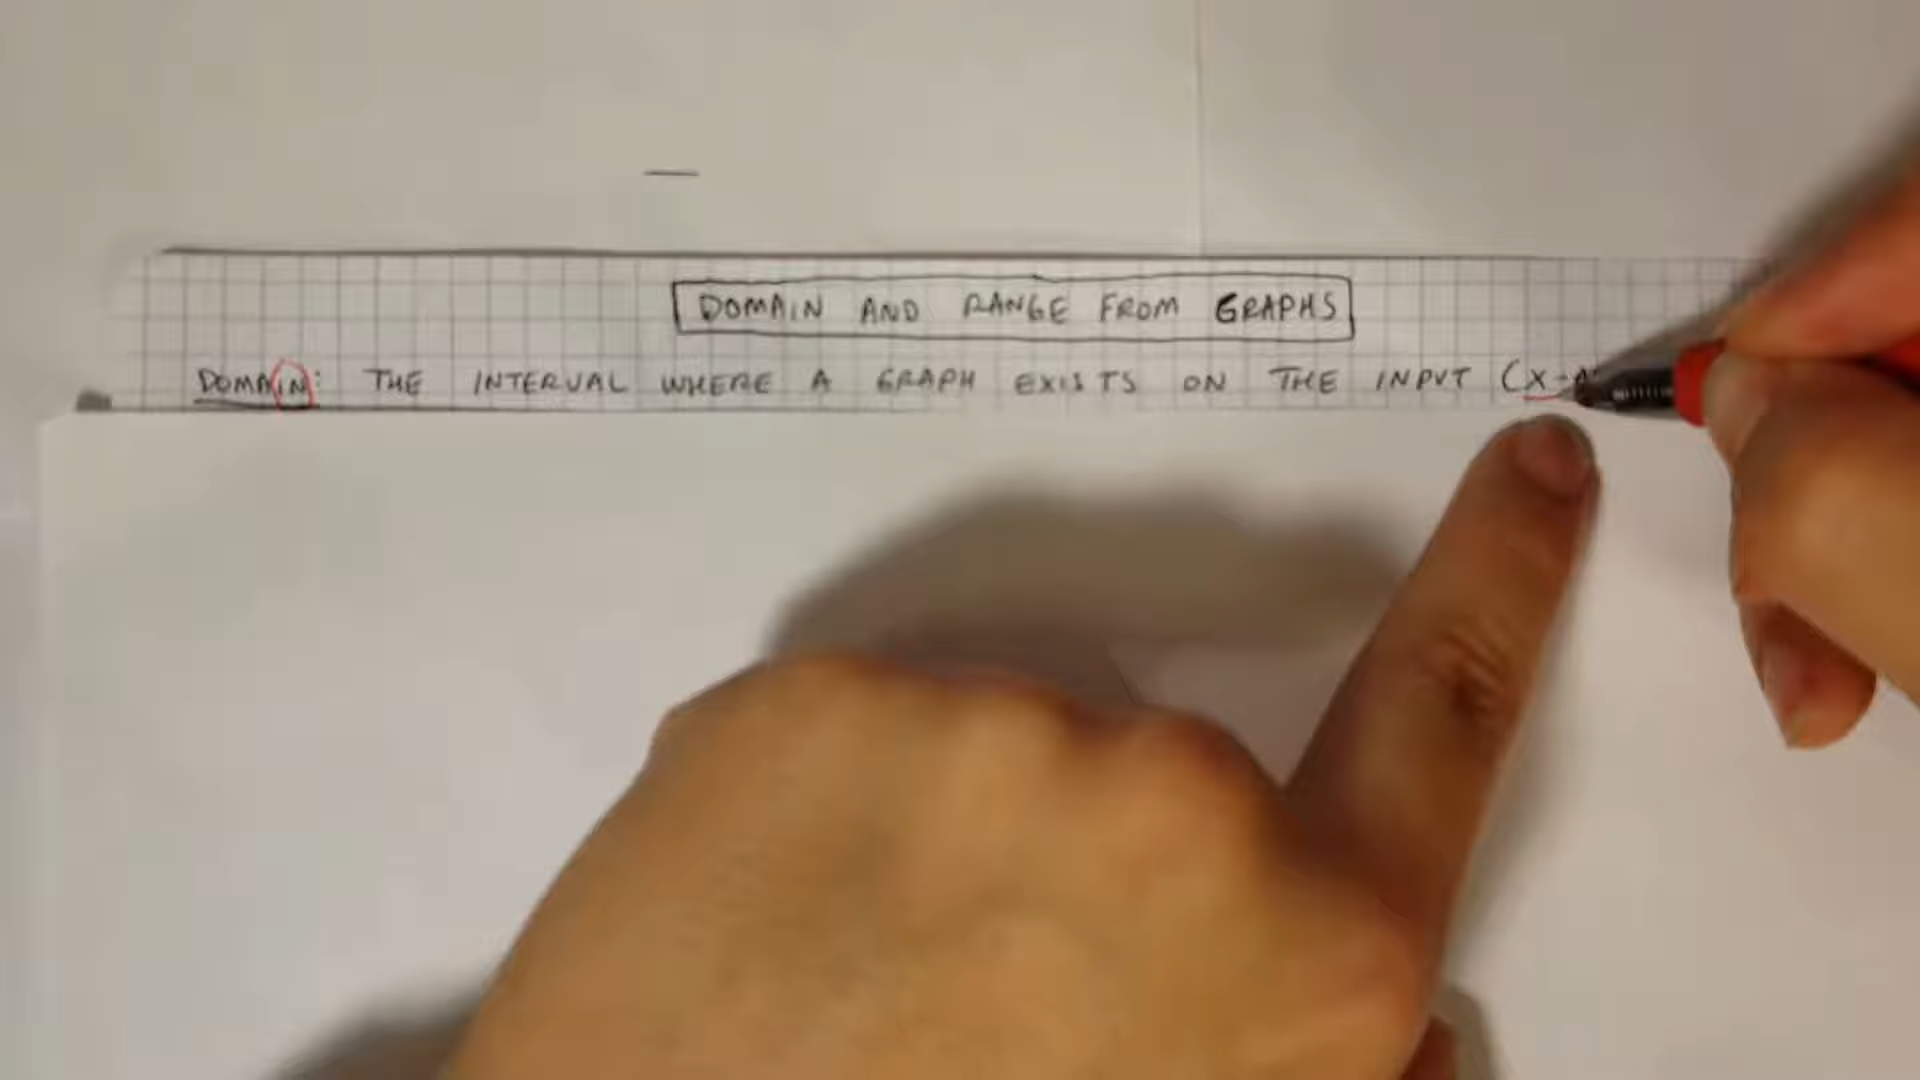 DOMAIN AND RANGE FROM GRAPHS
DOMAIN: THE INTERVAL WHERE A GRAPH EXISTS ON THE INPUT (X-